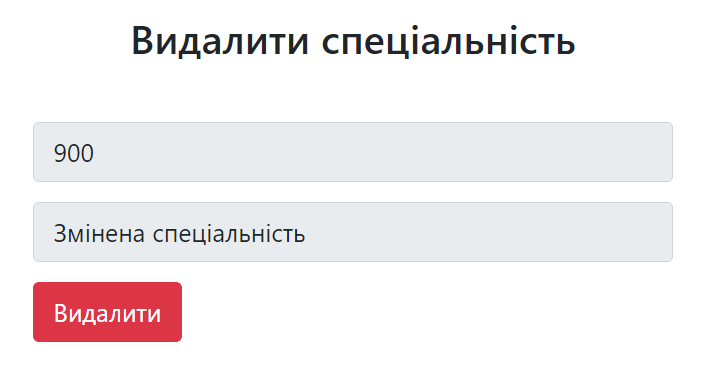 Видалити спеціальність
900
Змінена спеціальність
Видалити